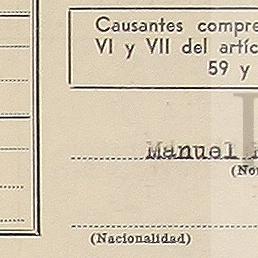 Causantes compre
VI y VII del artíc
59 y
Manuel
(No
(Nacionalidad)